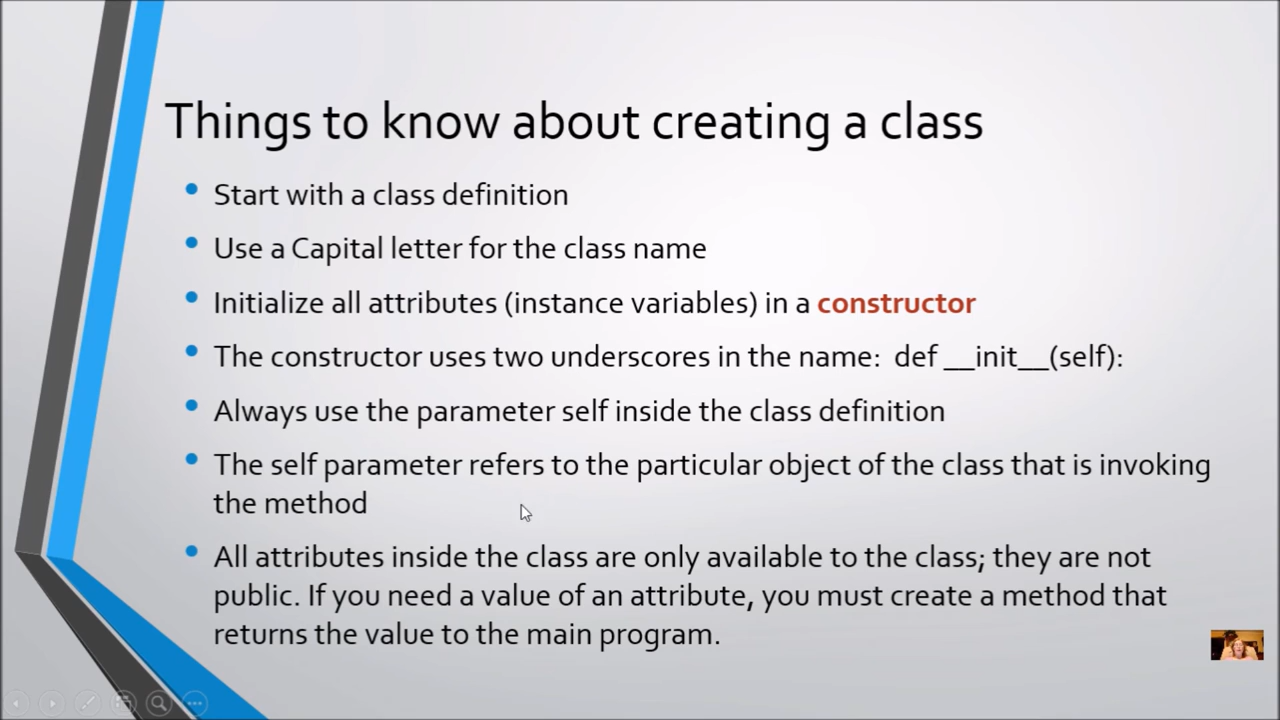 Things to know about creating a class
Start with a class definition
Use a Capital letter for the class name
Initialize all attributes (instance variables) in a constructor
The constructor uses two underscores in the name:  def __init__(self):
Always use the parameter self inside the class definition
The self parameter refers to the particular object of the class that is invoking
the method
All attributes inside the class are only available to the class; they are not
public. If you need a value of an attribute, you must create a method that
returns the value to the main program.